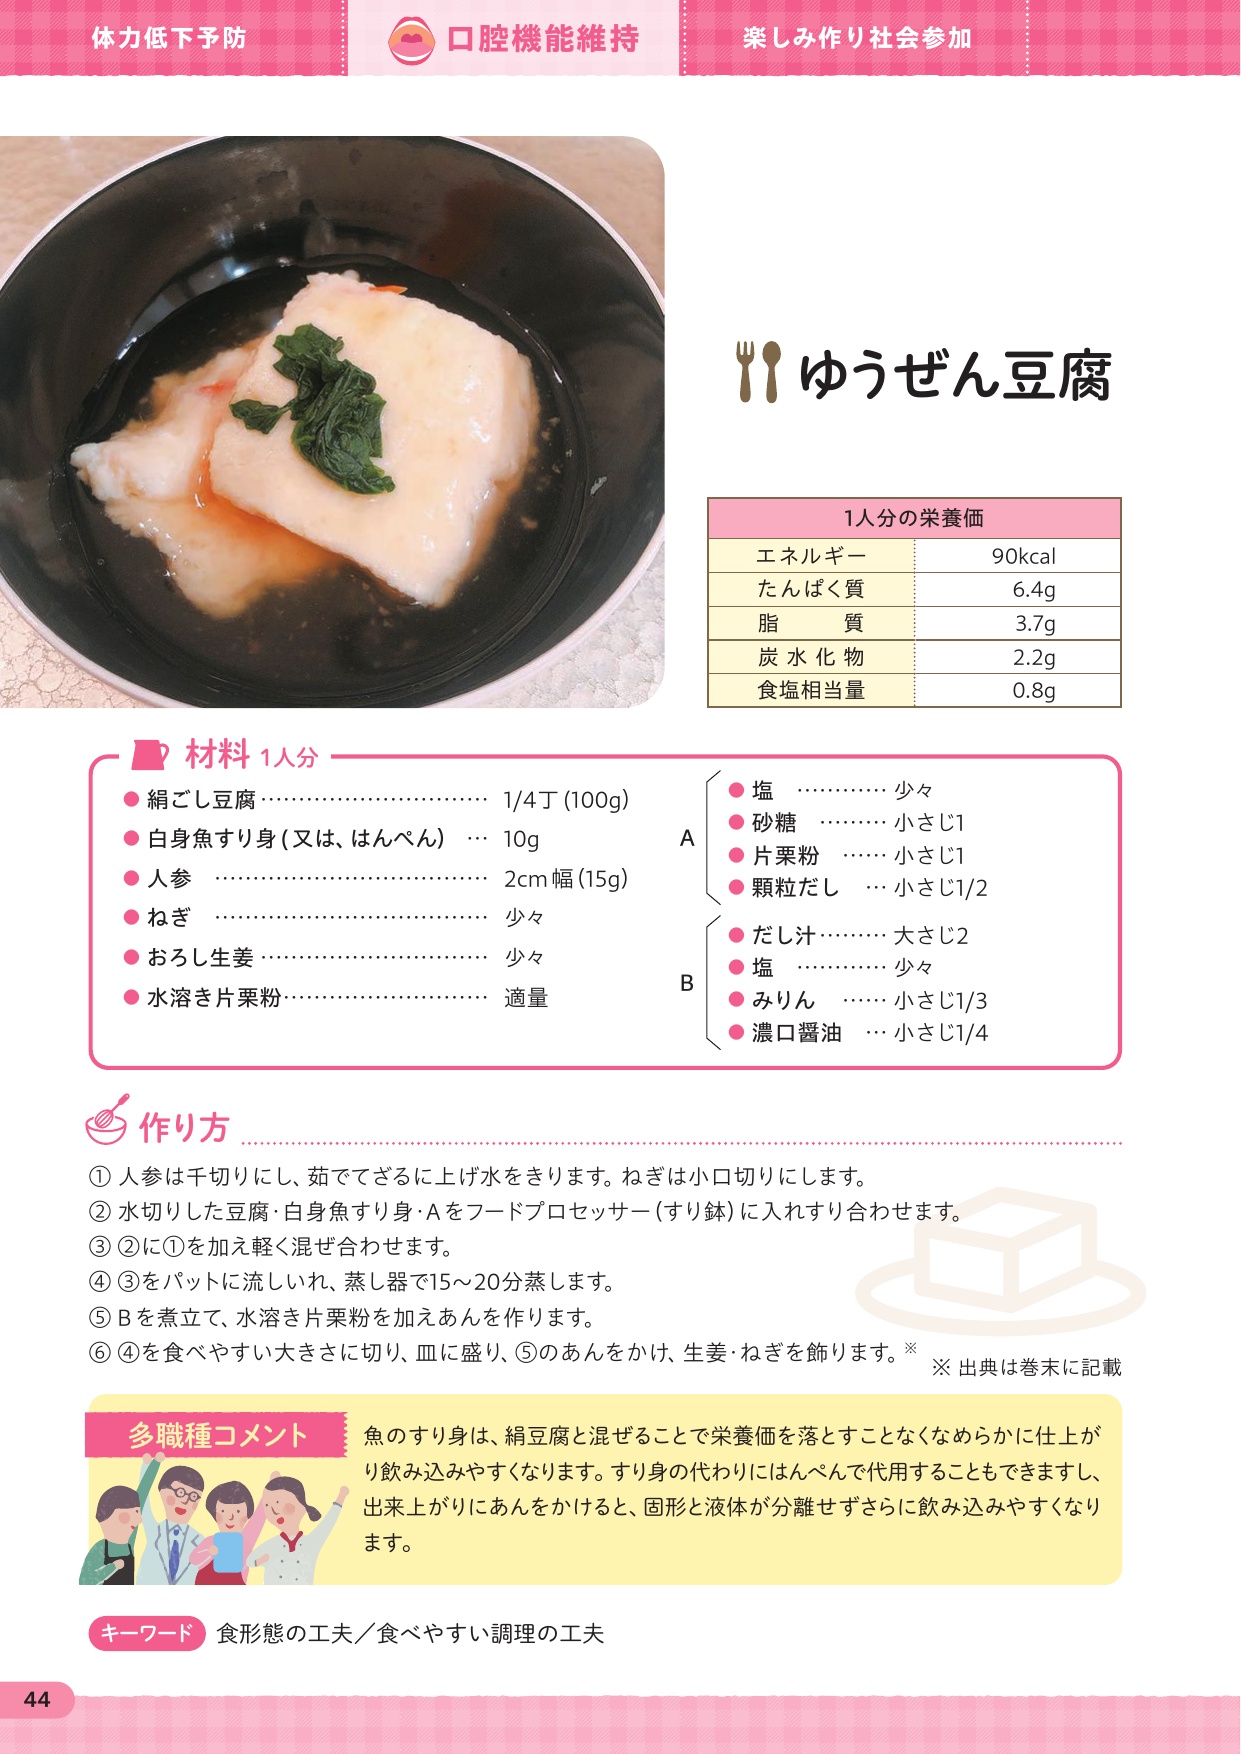 体力低下予防
口腔機能維持
楽しみ作り社会参加
ゆうぜん豆腐
1人分の栄養価
エネルギー 90kcal
たんぱく質 6.4g
脂質 3.7g
炭水化物 2.2g
食塩相当量 0.8g
材料 1人分
● 絹ごし豆腐 …………………………… 1/4丁(100g)
● 白身魚すり身(又は、はんぺん) … 10g
● 人参 ………………………………… 2cm幅(15g)
● ねぎ ………………………………… 少々
● おろし生姜 …………………………… 少々
● 水溶き片栗粉………………………… 適量
A
● 塩 ………… 少々
● 砂糖 ……… 小さじ1
● 片栗粉 …… 小さじ1
● 顆粒だし … 小さじ1/2
B
● だし汁……… 大さじ2
● 塩 ………… 少々
● みりん …… 小さじ1/3
● 濃口醤油 … 小さじ1/4
作り方
① 人参は千切りにし、茹でてざるに上げ水をきります。ねぎは小口切りにします。
② 水切りした豆腐・白身魚すり身・Aをフードプロセッサー(すり鉢)に入れすり合わせます。
③ ②に①を加え軽く混ぜ合わせます。
④ ③をパットに流しいれ、蒸し器で15～20分蒸します。
⑤ Bを煮立て、水溶き片栗粉を加えあんを作ります。
⑥ ④を食べやすい大きさに切り、皿に盛り、⑤のあんをかけ、生姜・ねぎを飾ります。※
※ 出典は巻末に記載
多職種コメント
魚のすり身は、絹豆腐と混ぜることで栄養価を落とすことなくなめらかに仕上が
り飲み込みやすくなります。すり身の代わりにはんぺんで代用することもできますし、
出来上がりにあんをかけると、固形と液体が分離せずさらに飲み込みやすくなり
ます。
キーワード 食形態の工夫／食べやすい調理の工夫
44